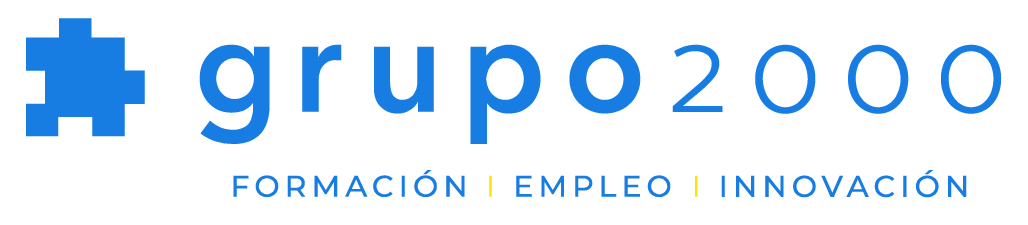 grupo2000
FORMACIÓN | EMPLEO | INNOVACIÓN